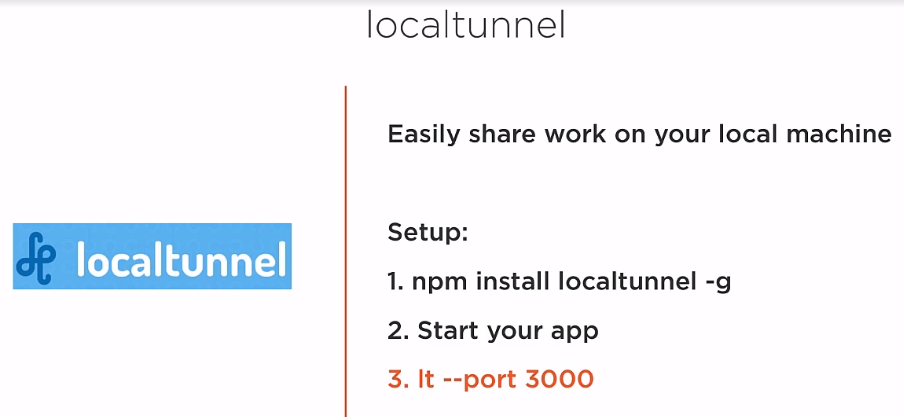 localtunnel
Easily share work on your local machine
localtunnel
Setup:
1. npm install localtunnel -g
2. Start your app
3. lt --port 3000